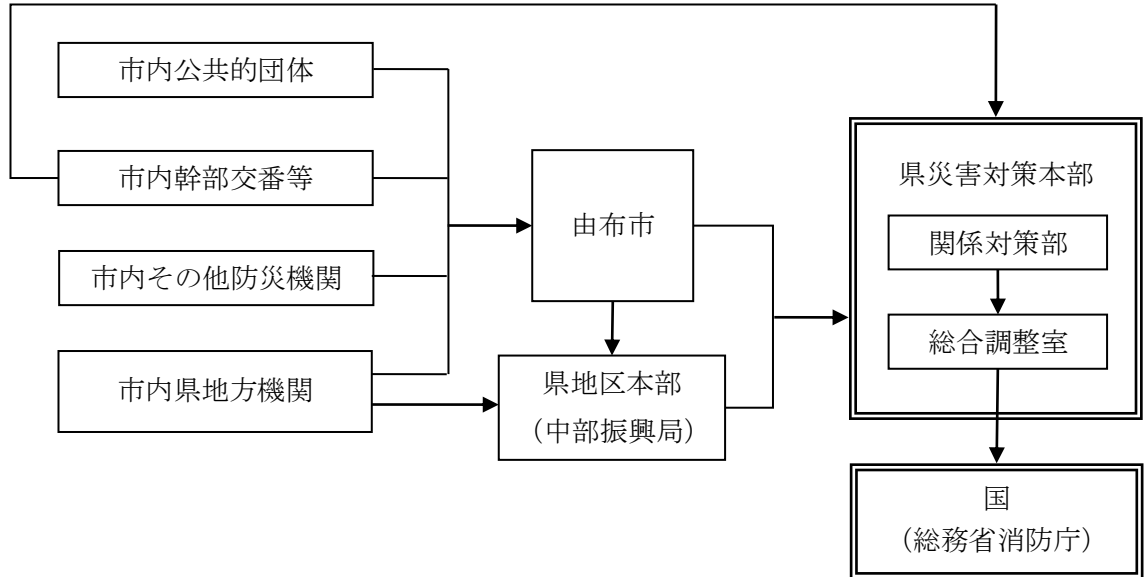 市内公共的団体
市内幹部交番等
市内その他防災機関
市内県地方機関
由布市
県地区本部
（中部振興局）
県災害対策本部
関係対策部
総合調整室
国
（総務省消防庁）